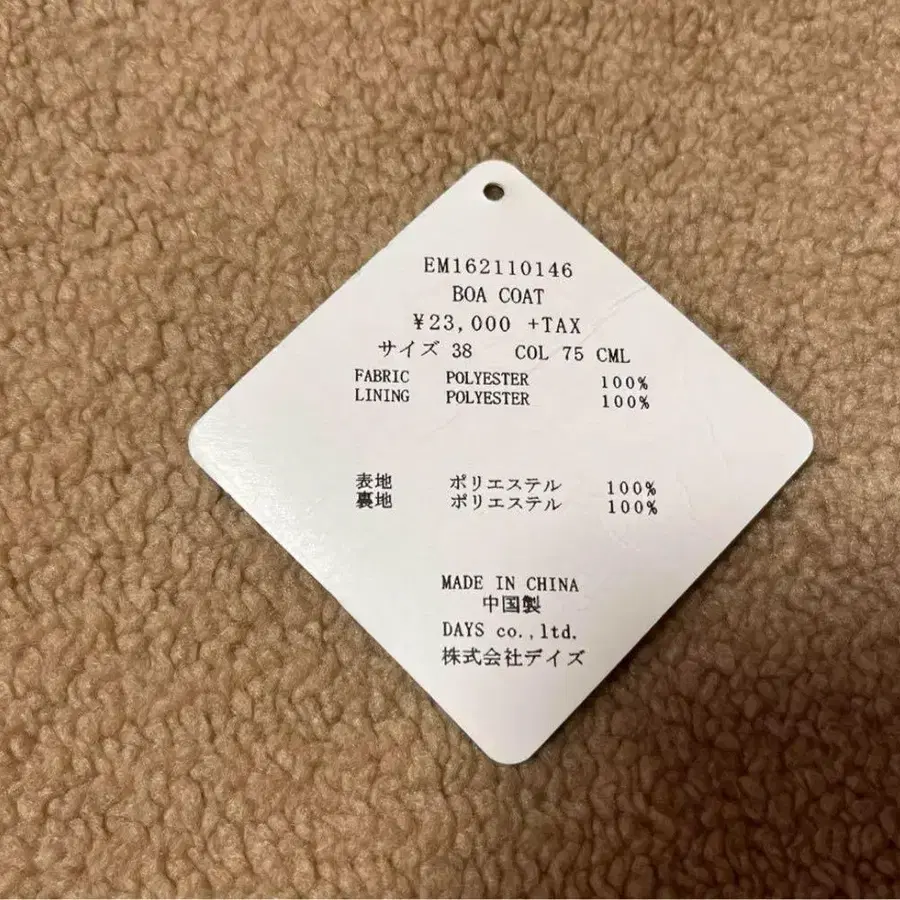 EM162110146
BOA COAT
¥23,000 +TAX
サイズ 38 COL 75 CML
FABRIC POLYESTER 100%
LINING POLYESTER 100%
表地 ポリエステル 100%
裏地 ポリエステル 100%
MADE IN CHINA
中国製
DAYS co.,ltd.
株式会社デイズ